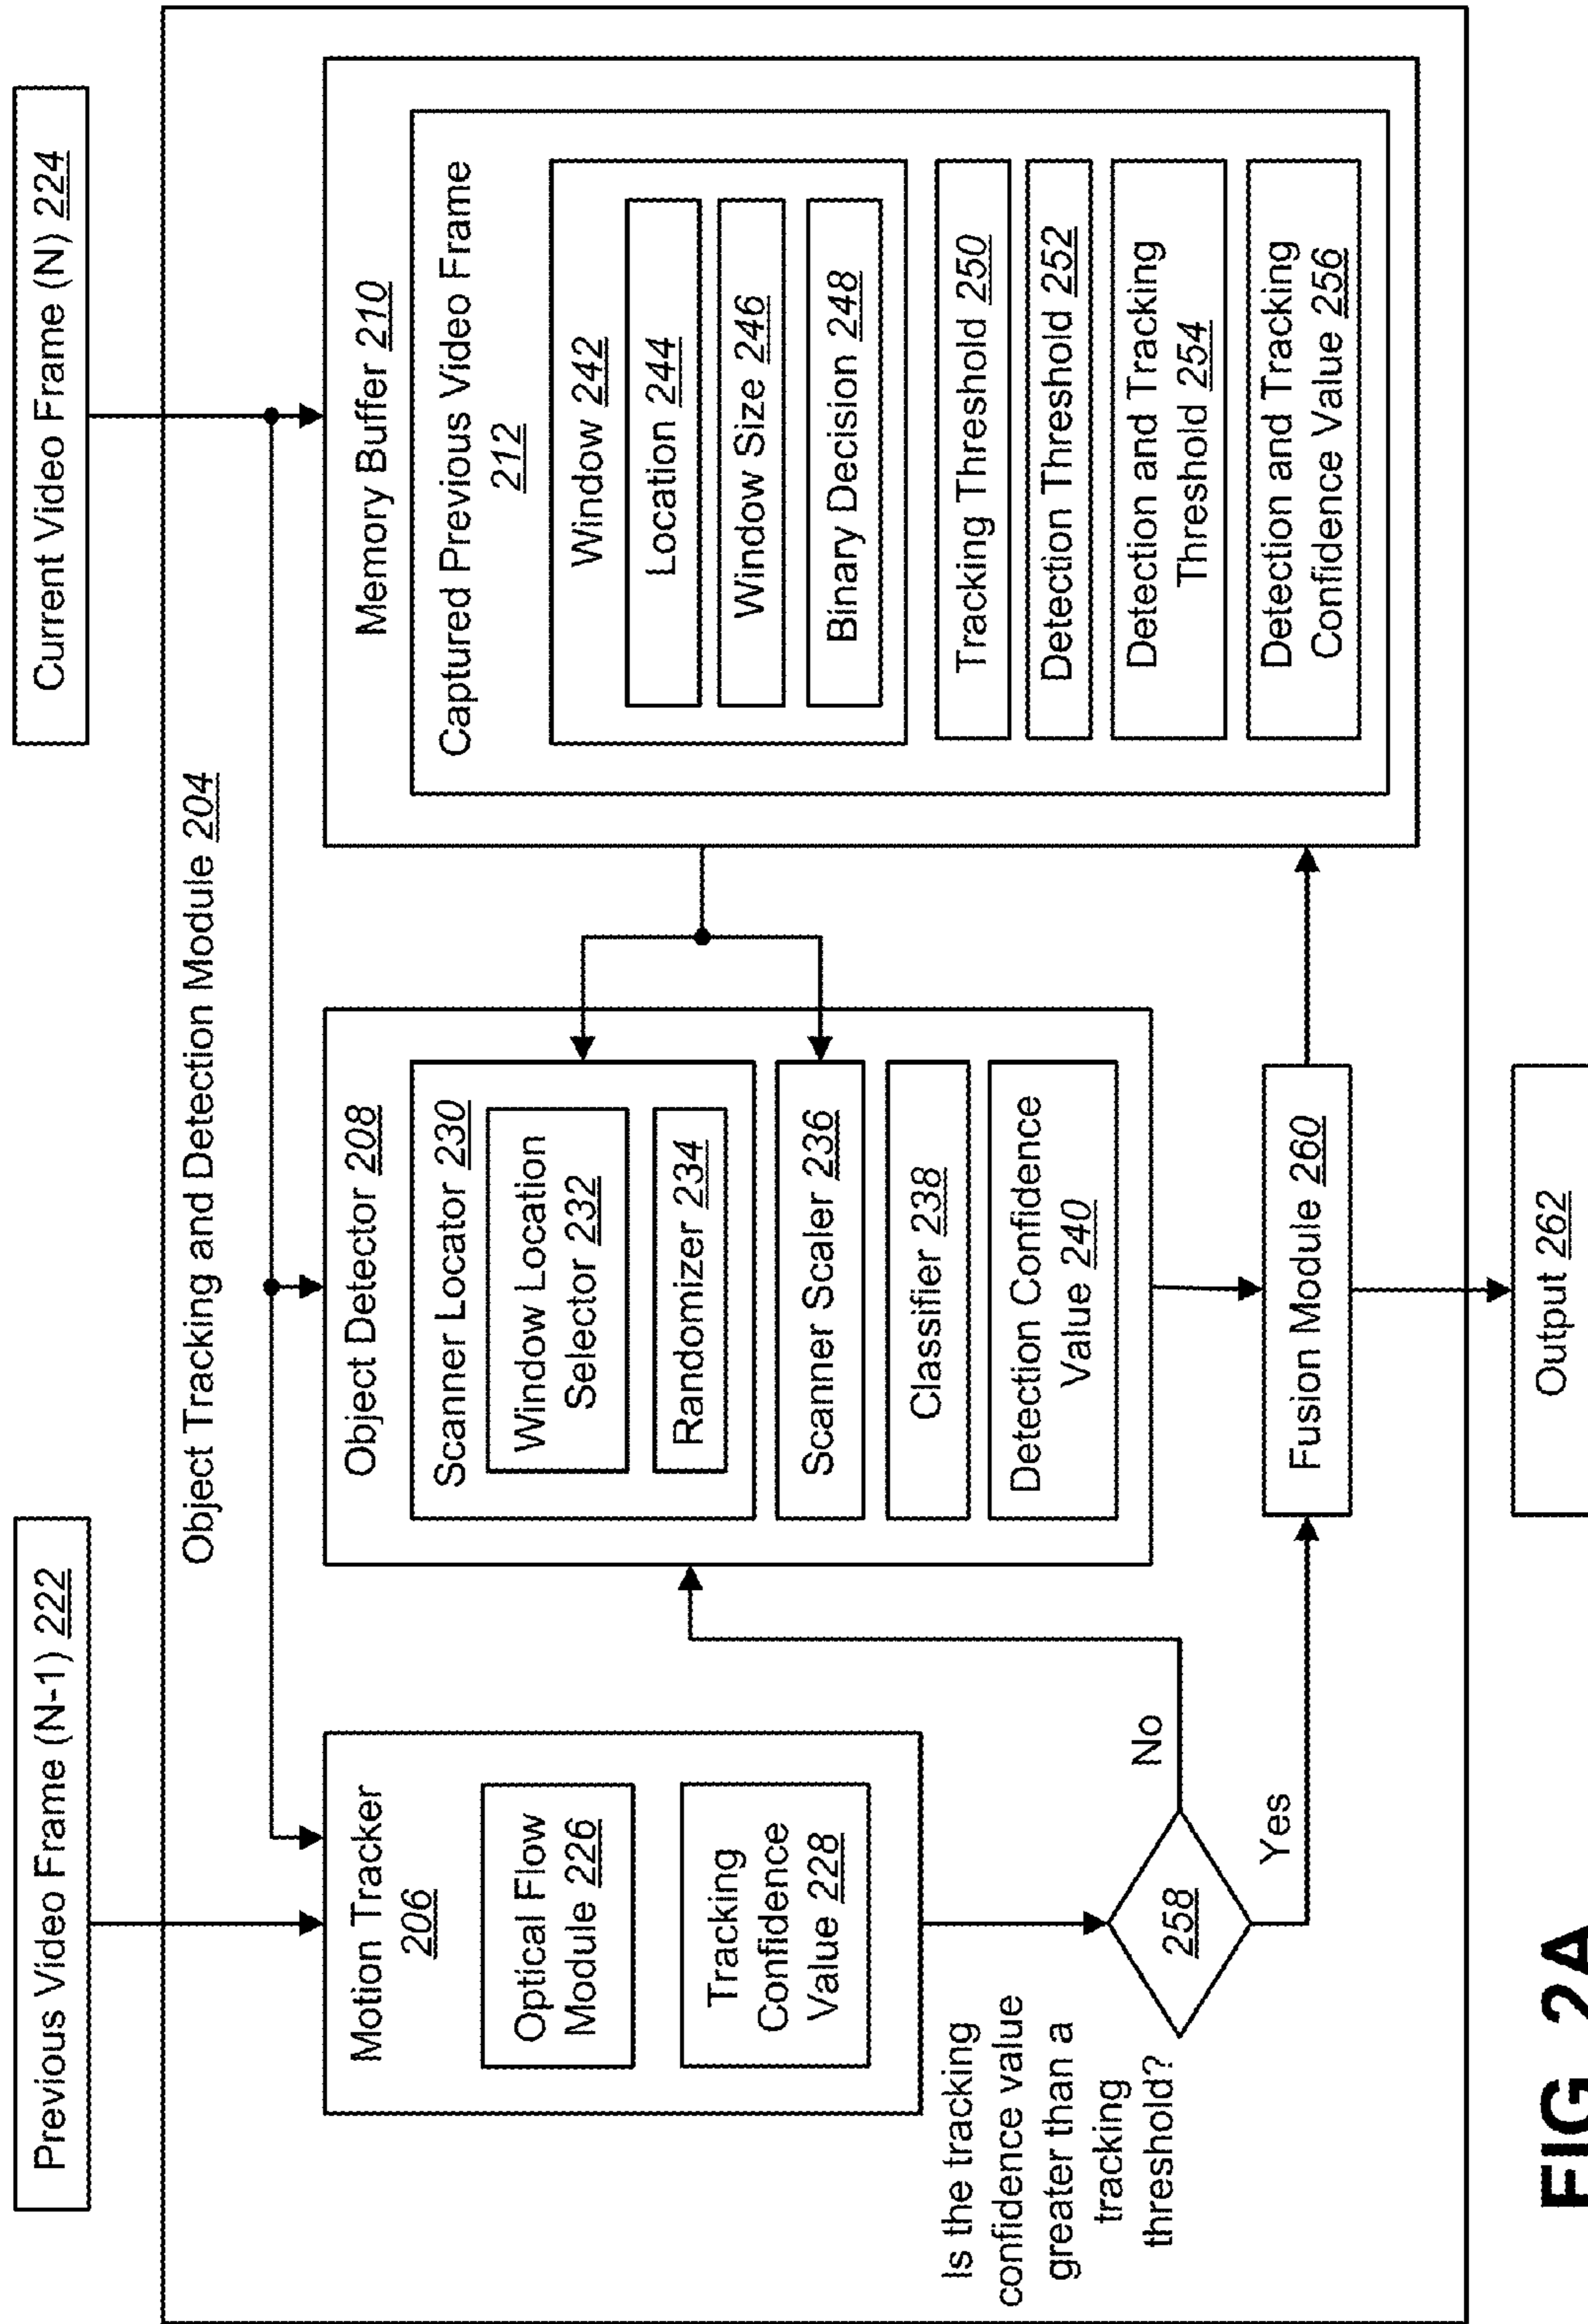 Previous Video Frame (N-1) 222
Current Video Frame (N) 224
Object Tracking and Detection Module 204
Motion Tracker
206
Optical Flow
Module 226
Tracking
Confidence
Value 228
Is the tracking
confidence value
greater than a
tracking
threshold?
258
No
Yes
Object Detector 208
Scanner Locator 230
Window Location
Selector 232
Randomizer 234
Scanner Scaler 236
Classifier 238
Detection Confidence
Value 240
Fusion Module 260
Memory Buffer 210
Captured Previous Video Frame
212
Window 242
Location 244
Window Size 246
Binary Decision 248
Tracking Threshold 250
Detection Threshold 252
Detection and Tracking
Threshold 254
Detection and Tracking
Confidence Value 256
Output 262
FIG 2A